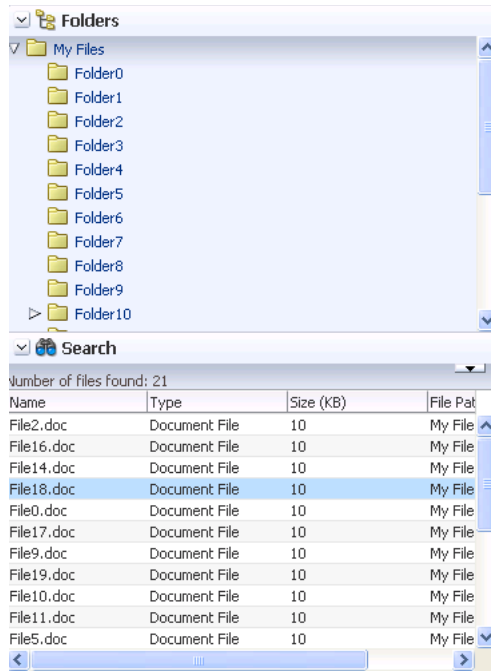 Folders
My Files
Folder0
Folder1
Folder2
Folder3
Folder4
Folder5
Folder6
Folder7
Folder8
Folder9
Folder10
Search
Number of files found: 21
Name Type Size (KB) File Pat
File2.doc Document File 10 My File
File16.doc Document File 10 My File
File14.doc Document File 10 My File
File18.doc Document File 10 My File
File0.doc Document File 10 My File
File17.doc Document File 10 My File
File9.doc Document File 10 My File
File19.doc Document File 10 My File
File10.doc Document File 10 My File
File11.doc Document File 10 My File
File5.doc Document File 10 My File